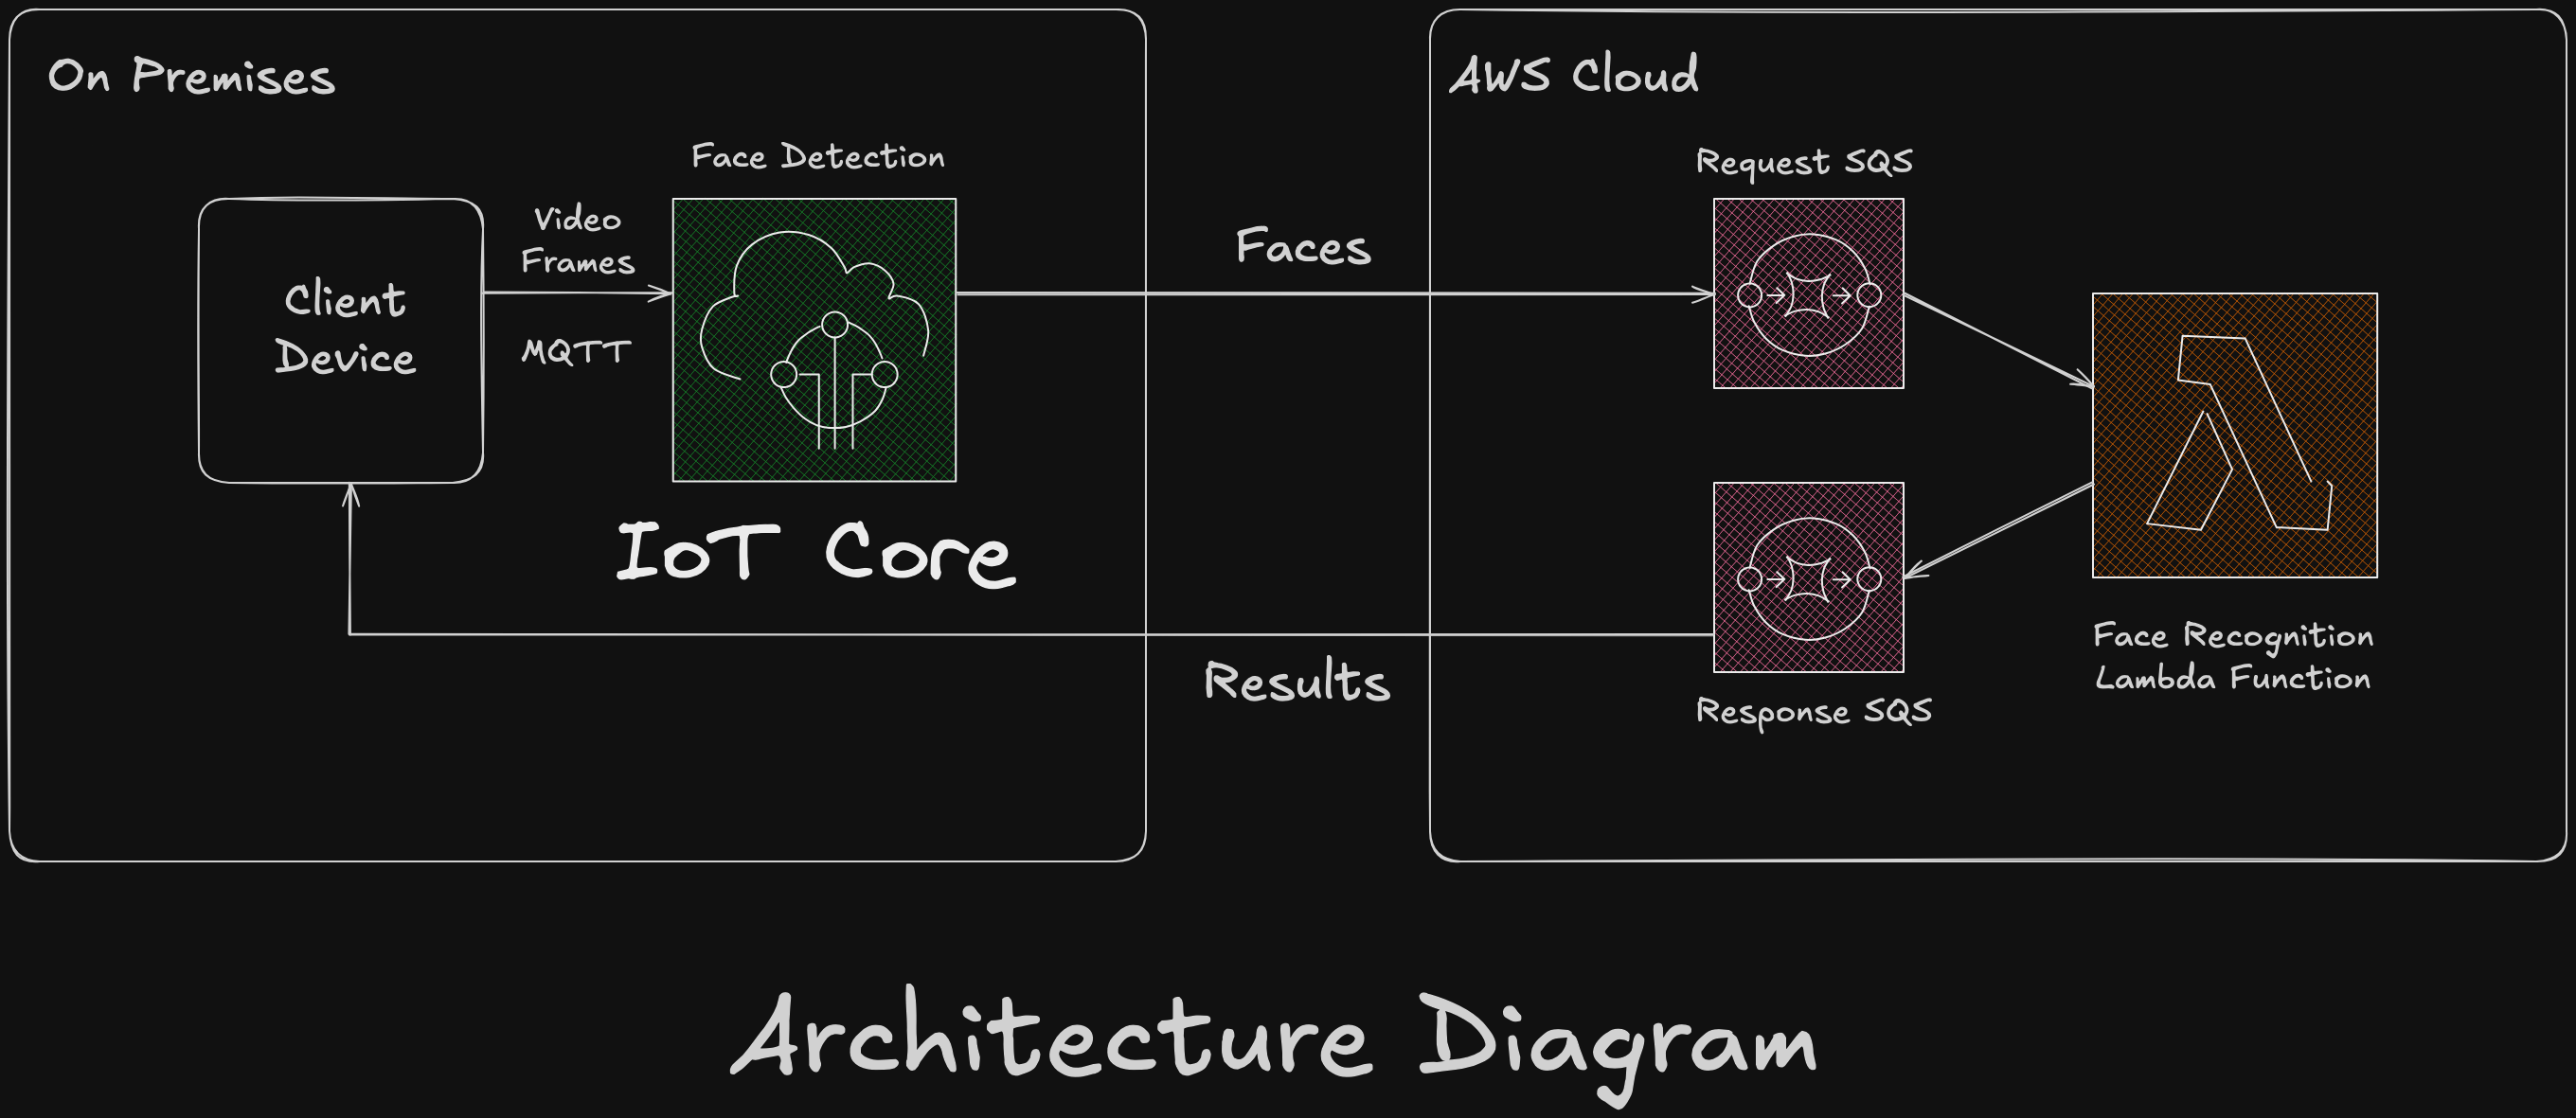 On Premises
AWS Cloud
Face Detection
Request SQS
Video
Frames
Faces
Client
Device
MQTT
IoT Core
Results
Face Recognition
Lambda Function
Response SQS
Architecture Diagram